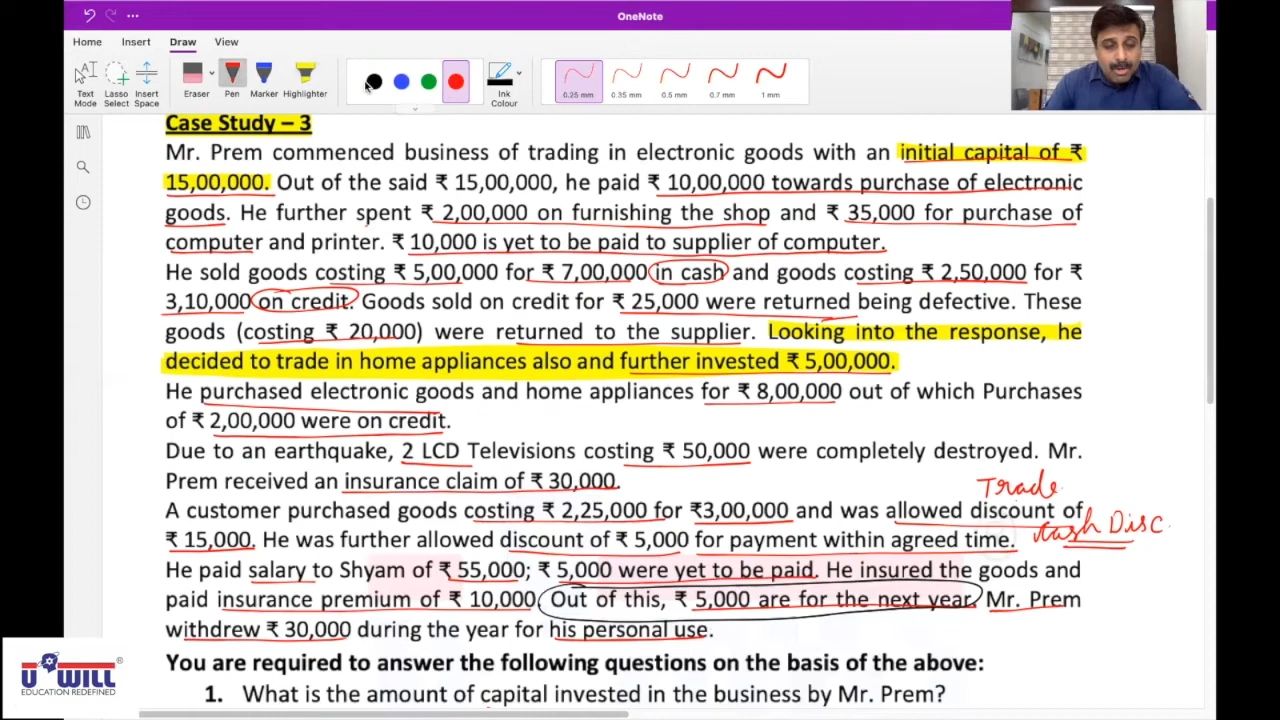 OneNote
Home Insert Draw View
Text Mode
Lasso Select
Insert Space
Eraser
Pen
Marker
Highlighter
Ink Colour
0.25 mm
0.35 mm
0.5 mm
0.7 mm
1 mm
Case Study – 3
Mr. Prem commenced business of trading in electronic goods with an initial capital of ₹
15,00,000. Out of the said ₹ 15,00,000, he paid ₹ 10,00,000 towards purchase of electronic
goods. He further spent ₹ 2,00,000 on furnishing the shop and ₹ 35,000 for purchase of
computer and printer. ₹ 10,000 is yet to be paid to supplier of computer.
He sold goods costing ₹ 5,00,000 for ₹ 7,00,000 in cash and goods costing ₹ 2,50,000 for ₹
3,10,000 on credit. Goods sold on credit for ₹ 25,000 were returned being defective. These
goods (costing ₹ 20,000) were returned to the supplier. Looking into the response, he
decided to trade in home appliances also and further invested ₹ 5,00,000.
He purchased electronic goods and home appliances for ₹ 8,00,000 out of which Purchases
of ₹ 2,00,000 were on credit.
Due to an earthquake, 2 LCD Televisions costing ₹ 50,000 were completely destroyed. Mr.
Prem received an insurance claim of ₹ 30,000.
Trade
A customer purchased goods costing ₹ 2,25,000 for ₹3,00,000 and was allowed discount of
Cash Disc
₹ 15,000. He was further allowed discount of ₹ 5,000 for payment within agreed time.
He paid salary to Shyam of ₹ 55,000; ₹ 5,000 were yet to be paid. He insured the goods and
paid insurance premium of ₹ 10,000. Out of this, ₹ 5,000 are for the next year. Mr. Prem
withdrew ₹ 30,000 during the year for his personal use.
You are required to answer the following questions on the basis of the above:
1. What is the amount of capital invested in the business by Mr. Prem?
U WILL
®
EDUCATION REDEFINED